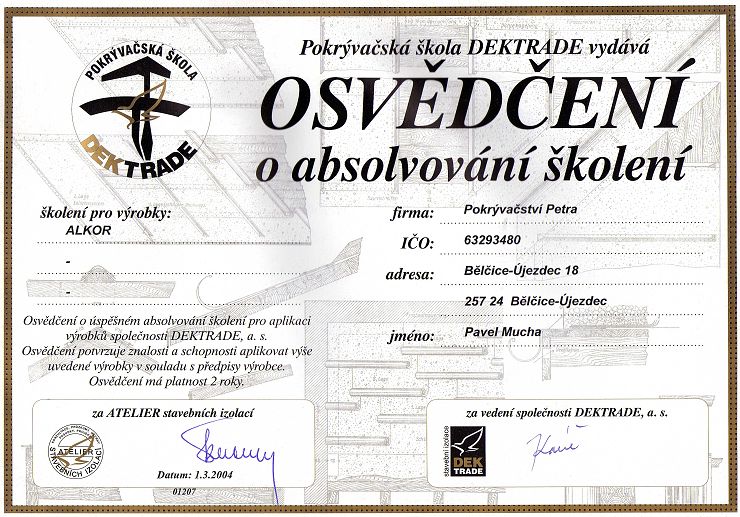 POKRÝVAČSKÁ ŠKOLA
DEKTRADE
Pokrývačská škola DEKTRADE vydává
OSVĚDČENÍ
o absolvování školení
školení pro výrobky:
ALKOR
-
-
firma: Pokrývačství Petra
IČO: 63293480
adresa: Bělčice-Újezdec 18
257 24 Bělčice-Újezdec
jméno: Pavel Mucha
Osvědčení o úspěšném absolvování školení pro aplikaci
výrobků společnosti DEKTRADE, a. s.
Osvědčení potvrzuje znalosti a schopnosti aplikovat výše
uvedené výrobky v souladu s předpisy výrobce.
Osvědčení má platnost 2 roky.
za ATELIER stavebních izolací
ATELIER
STAVEBNÍCH IZOLACÍ
Datum: 1.3.2004
01207
za vedení společnosti DEKTRADE, a. s.
stavební izolace
DEK
TRADE